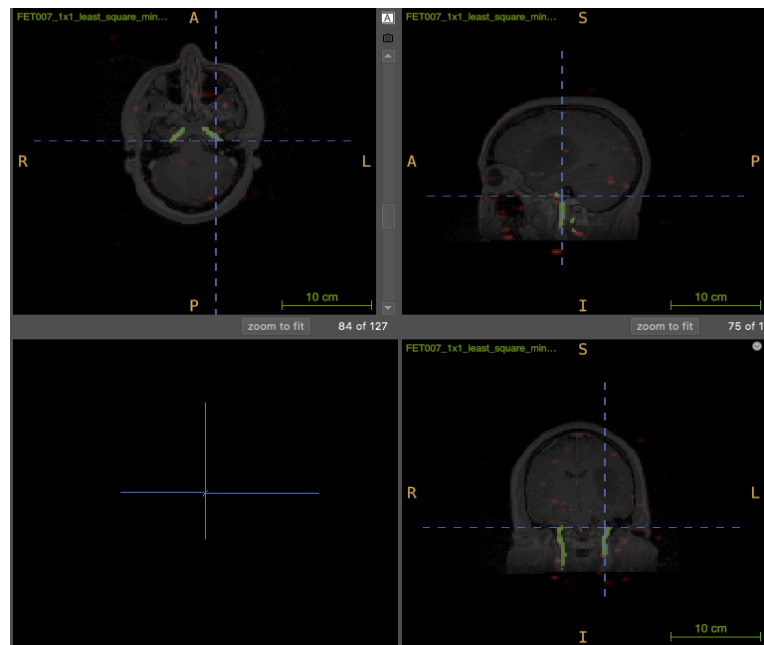 FET007_1x1_least_square_min...
A
R
L
P
10 cm
A
zoom to fit
84 of 127
FET007_1x1_least_square_min...
S
A
P
I
10 cm
zoom to fit
75 of 1
FET007_1x1_least_square_min...
S
R
L
I
10 cm